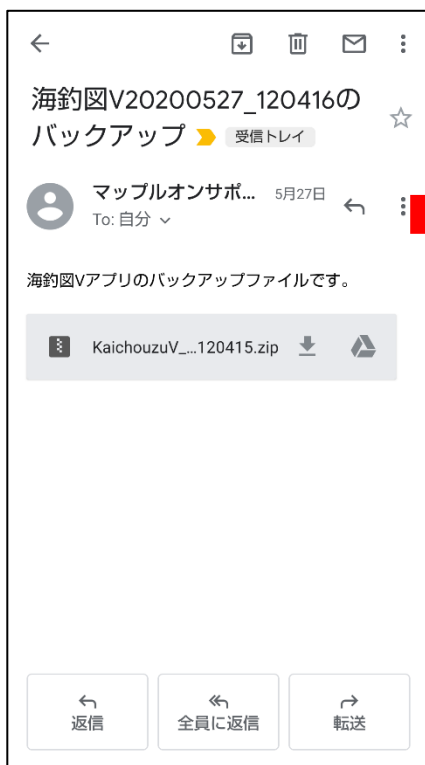 海釣図V20200527_120416の
バックアップ 受信トレイ
マップルオンサポ... 5月27日
To: 自分
海釣図Vアプリのバックアップファイルです。
KaichouzuV_...120415.zip
返信 全員に返信 転送